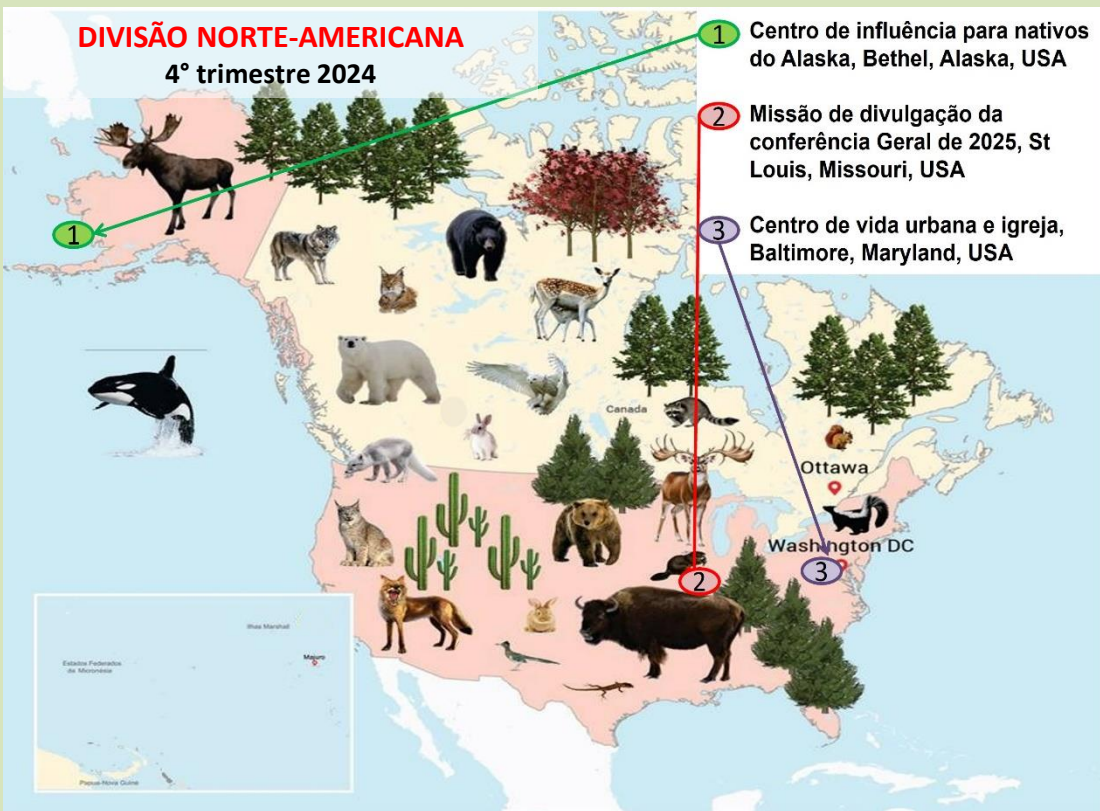 DIVISÃO NORTE-AMERICANA
4° trimestre 2024
1
Centro de influência para nativos
do Alaska, Bethel, Alaska, USA
2
Missão de divulgação da
conferência Geral de 2025, St
Louis, Missouri, USA
3
Centro de vida urbana e igreja,
Baltimore, Maryland, USA
1
Canada
Ottawa
Washington DC
3
2
Ilhas Marshall
Majuro
Estados Federados
da Micronésia
Papua-Nova Guine